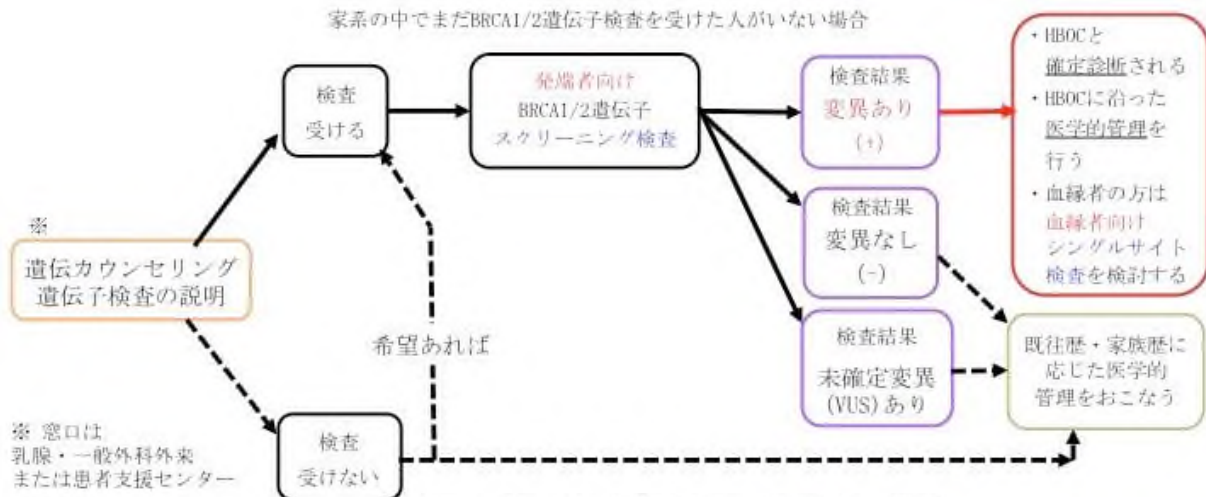 家系の中でまだBRCA1/2遺伝子検査を受けた人がいない場合
※
遺伝カウンセリング
遺伝子検査の説明
検査
受ける
発端者向け
BRCA1/2遺伝子
スクリーニング検査
検査結果
変異あり
(+)
・HBOCと
確定診断される
・HBOCに沿った
医学的管理を
行う
・血縁者の方は
血縁者向け
シングルサイト
検査を検討する
検査結果
変異なし
(-)
検査結果
未確定変異
(VUS)あり
既往歴・家族歴に
応じた医学的
管理をおこなう
希望あれば
検査
受けない
※ 窓口は
乳腺・一般外科外来
または患者支援センター